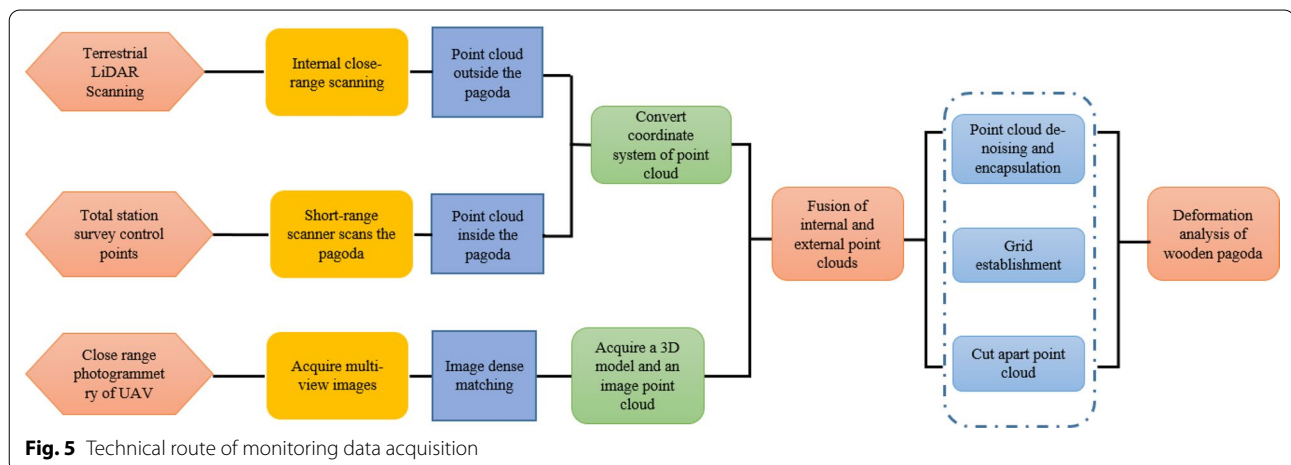 Terrestrial
LiDAR
Scanning
Internal close-
range scanning
Point cloud
outside the
pagoda
Total station
survey control
points
Short-range
scanner scans the
pagoda
Point cloud
inside the
pagoda
Convert
coordinate
system of point
cloud
Close range
photogramme
try of UAV
Acquire multi-
view images
Image dense
matching
Acquire a 3D
model and an
image point
cloud
Fusion of
internal and
external point
clouds
Point cloud de-
noising and
encapsulation
Grid
establishment
Cut apart point
cloud
Deformation
analysis of
wooden pagoda
Fig. 5 Technical route of monitoring data acquisition